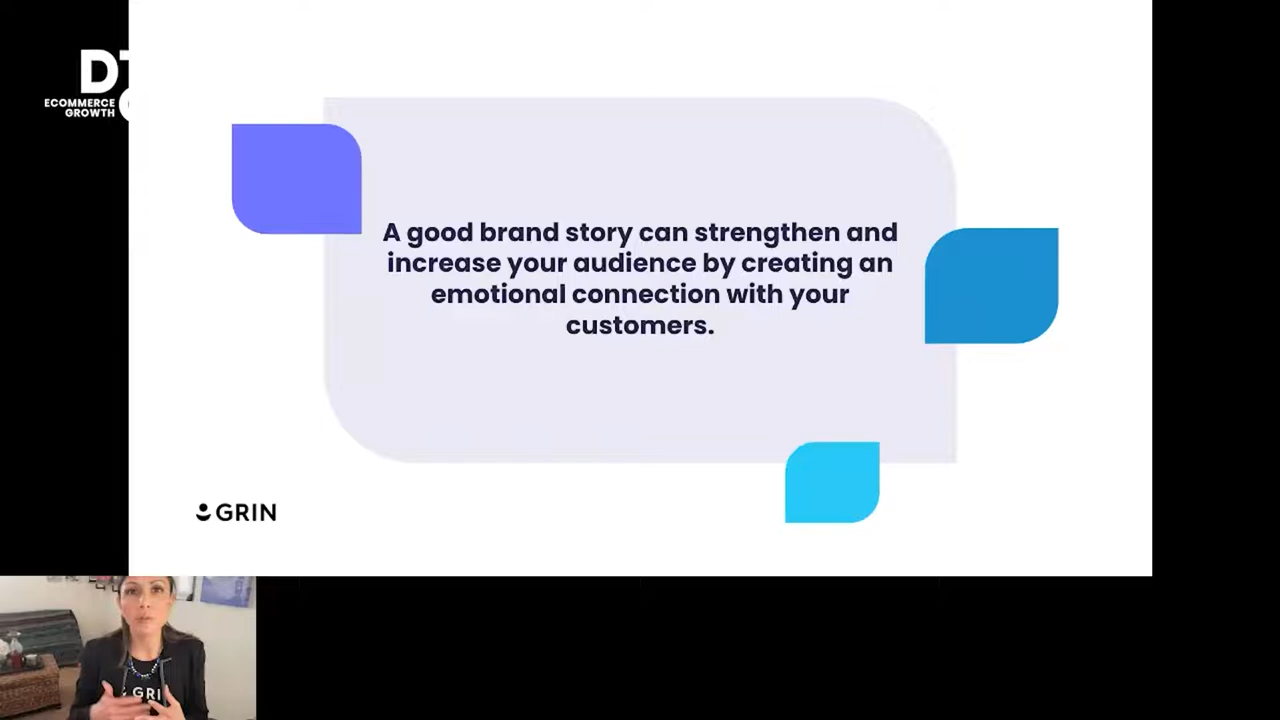 D
ECOMMERCE
GROWTH
A good brand story can strengthen and
increase your audience by creating an
emotional connection with your
customers.
GRIN
GRI